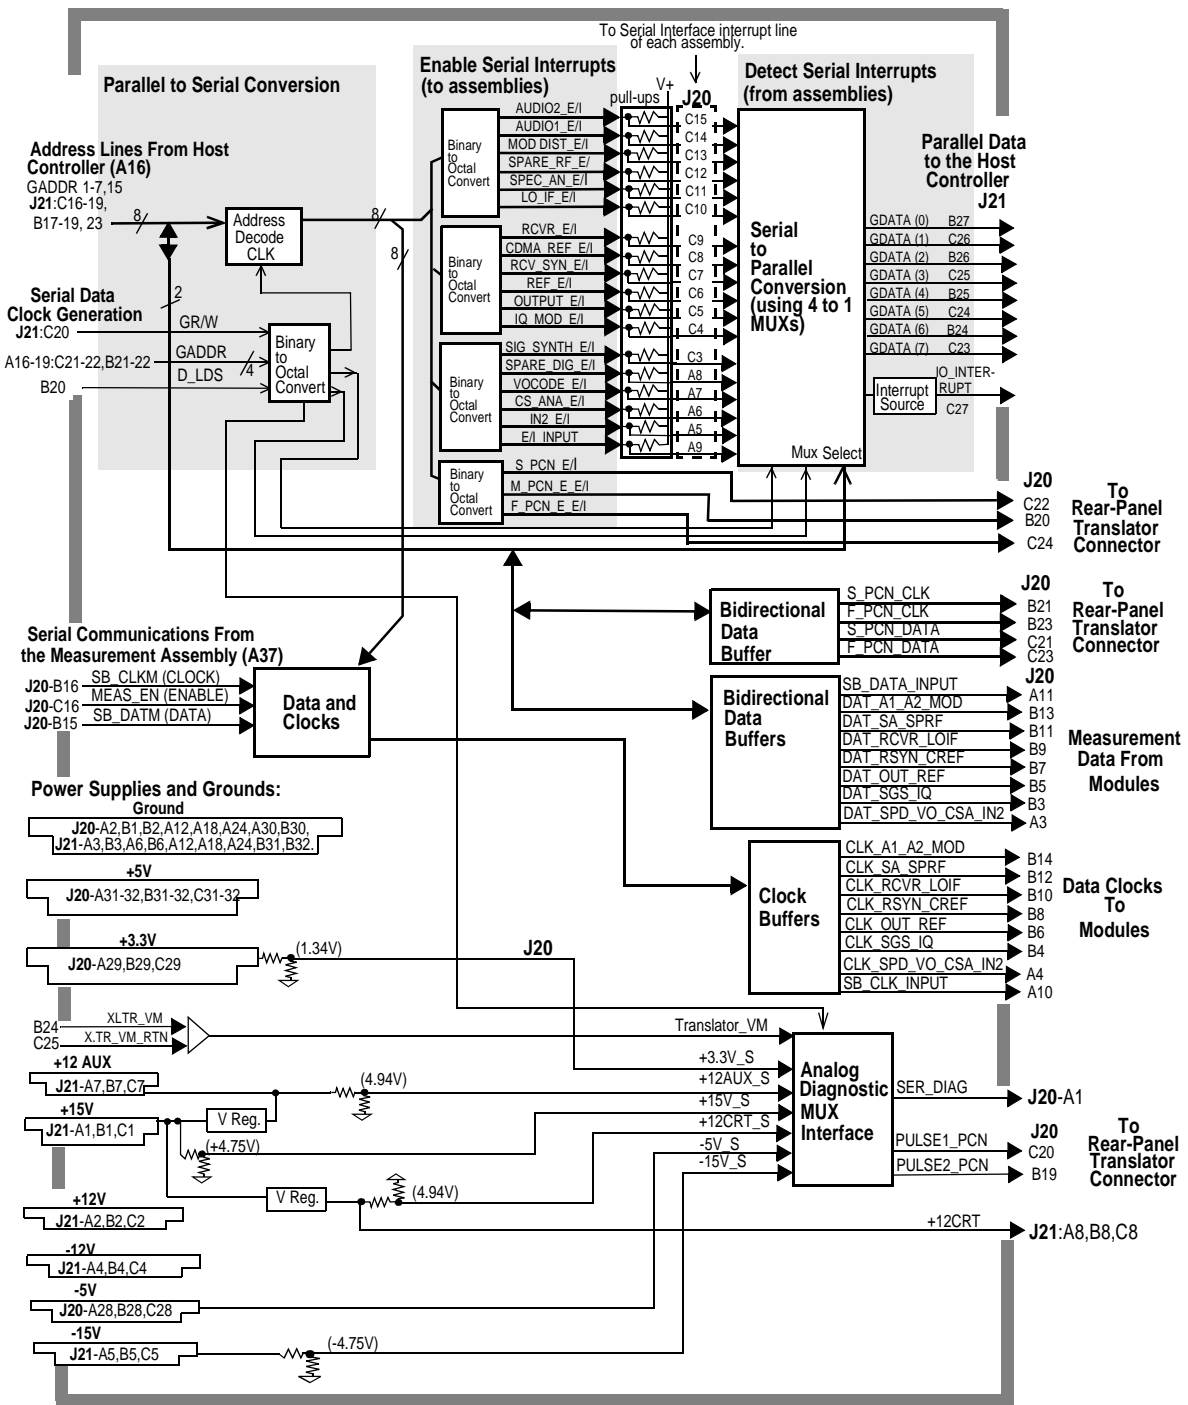 To Serial Interface interrupt line
of each assembly.
Parallel to Serial Conversion
Enable Serial Interrupts
(to assemblies)
Detect Serial Interrupts
(from assemblies)
V+
pull-ups
J20
Address Lines From Host
Controller (A16)
GADDR 1-7,15
J21:C16-19,
B17-19, 23
8
Address
Decode
CLK
8
8
2
Serial Data
Clock Generation
J21:C20
GR/W
A16-19:C21-22,B21-22
GADDR
4
B20
D_LDS
Binary
to
Octal
Convert
Binary
to
Octal
Convert
AUDIO2_E/I
AUDIO1_E/I
MOD DIST_E/I
SPARE_RF_E/
SPEC_AN_E/I
LO_IF_E/I
C15
C14
C13
C12
C11
C10
Binary
to
Octal
Convert
RCVR_E/I
CDMA_REF_E/I
RCV_SYN_E/I
REF_E/I
OUTPUT_E/I
IQ_MOD_E/I
C9
C8
C7
C6
C5
C4
Binary
to
Octal
Convert
SIG_SYNTH_E/I
SPARE_DIG_E/I
VOCODE_E/I
CS_ANA_E/I
IN2_E/I
E/I_INPUT
C3
A8
A7
A6
A5
A9
Binary
to
Octal
Convert
S_PCN_E/I
M_PCN_E_E/I
F_PCN_E_E/I
Serial
to
Parallel
Conversion
(using 4 to 1
MUXs)
Mux Select
Parallel Data
to the Host
Controller
J21
GDATA (0) B27
GDATA (1) C26
GDATA (2) B26
GDATA (3) C25
GDATA (4) B25
GDATA (5) C24
GDATA (6) B24
GDATA (7) C23
Interrupt
Source
IO_INTER-
RUPT
C27
J20
C22
B20
C24
To
Rear-Panel
Translator
Connector
Bidirectional
Data
Buffer
S_PCN_CLK
F_PCN_CLK
S_PCN_DATA
F_PCN_DATA
J20
B21
B23
C21
C23
To
Rear-Panel
Translator
Connector
Serial Communications From
the Measurement Assembly (A37)
J20-B16 SB_CLKM (CLOCK)
J20-C16 MEAS_EN (ENABLE)
J20-B15 SB_DATM (DATA)
Data and
Clocks
Bidirectional
Data
Buffers
J20
SB_DATA_INPUT A11
DAT_A1_A2_MOD B13
DAT_SA_SPRF B11
DAT_RCVR_LOIF B9
DAT_RSYN_CREF B7
DAT_OUT_REF B5
DAT_SGS_IQ B3
DAT_SPD_VO_CSA_IN2 A3
Measurement
Data From
Modules
Clock
Buffers
CLK_A1_A2_MOD B14
CLK_SA_SPRF B12
CLK_RCVR_LOIF B10
CLK_RSYN_CREF B8
CLK_OUT_REF B6
CLK_SGS_IQ B4
CLK_SPD_VO_CSA_IN2 A4
SB_CLK_INPUT A10
Data Clocks
To
Modules
Power Supplies and Grounds:
Ground
J20-A2,B1,B2,A12,A18,A24,A30,B30,
J21-A3,B3,A6,B6,A12,A18,A24,B31,B32.
+5V
J20-A31-32,B31-32,C31-32
+3.3V
J20-A29,B29,C29
(1.34V)
J20
B24 XLTR_VM
C25 X.TR_VM_RTN
Translator_VM
+12 AUX
J21-A7,B7,C7
(4.94V)
+15V
J21-A1,B1,C1
V Reg.
(+4.75V)
V Reg.
(4.94V)
+12V
J21-A2,B2,C2
-12V
J21-A4,B4,C4
-5V
J20-A28,B28,C28
-15V
J21-A5,B5,C5
(-4.75V)
+3.3V_S
+12AUX_S
+15V_S
+12CRT_S
-5V_S
-15V_S
Analog
Diagnostic
MUX
Interface
SER_DIAG
J20-A1
PULSE1_PCN
PULSE2_PCN
J20
C20
B19
To
Rear-Panel
Translator
Connector
+12CRT
J21:A8,B8,C8